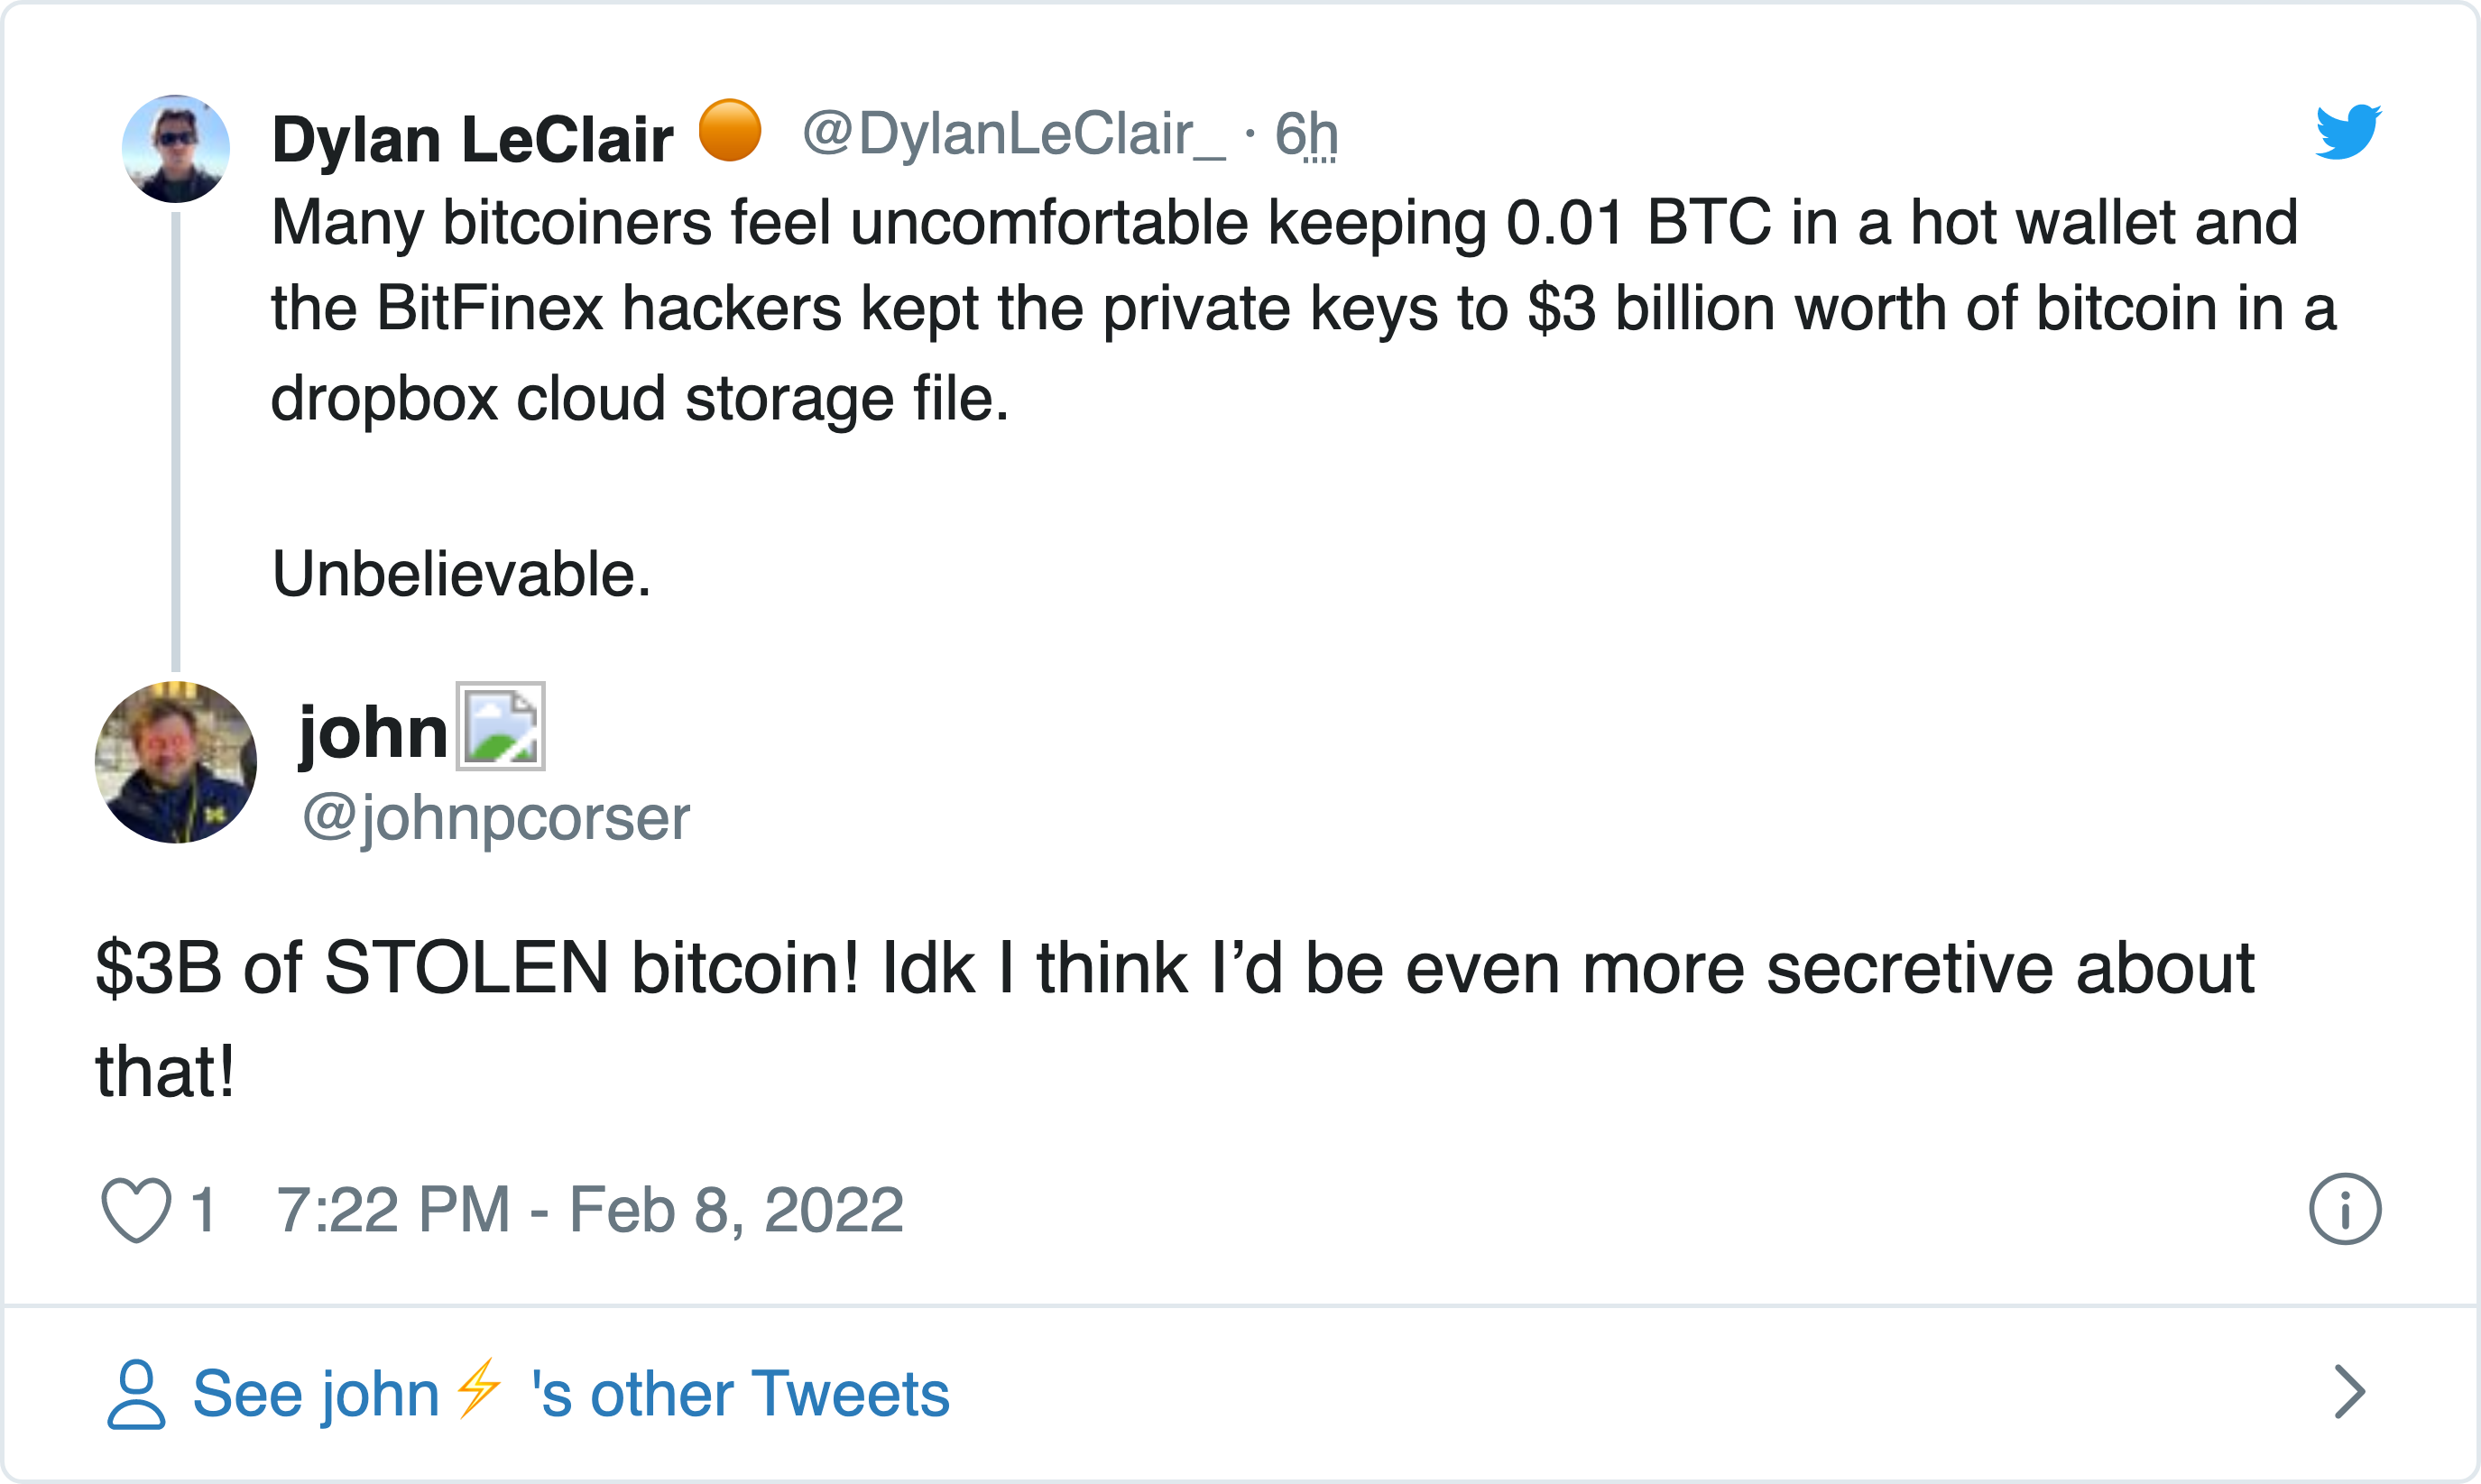 Dylan LeClair 🟠 @DylanLeClair_ · 6h
Many bitcoiners feel uncomfortable keeping 0.01 BTC in a hot wallet and
the BitFinex hackers kept the private keys to $3 billion worth of bitcoin in a
dropbox cloud storage file.
Unbelievable.
john
@johnpcorser
$3B of STOLEN bitcoin! Idk I think I’d be even more secretive about
that!
1 7:22 PM - Feb 8, 2022
See john⚡ 's other Tweets